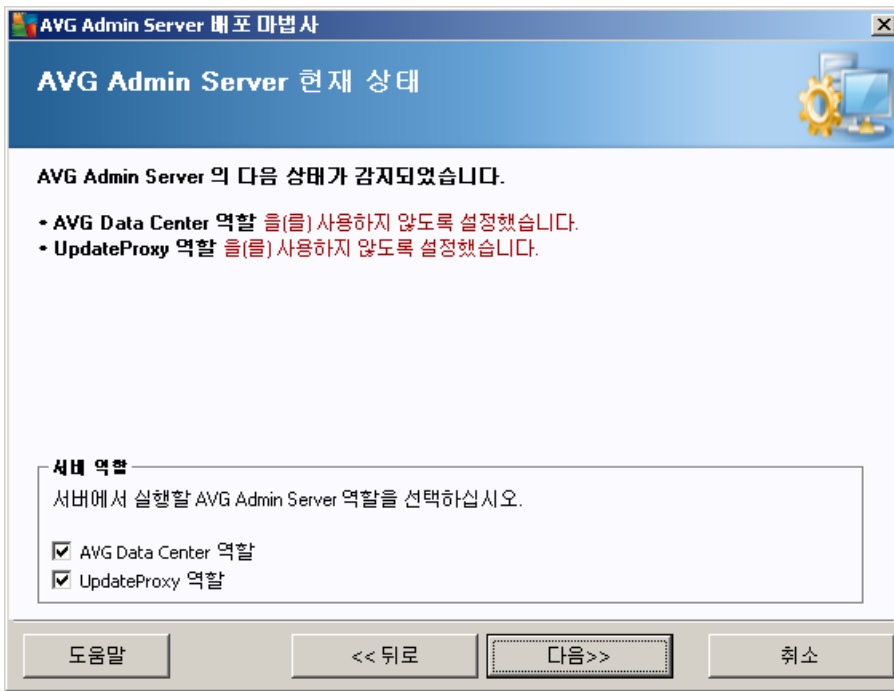 AVG Admin Server 배포 마법사
AVG Admin Server 현재 상태
AVG Admin Server 의 다음 상태가 감지되었습니다.
• AVG Data Center 역할 을(를) 사용하지 않도록 설정했습니다.
• UpdateProxy 역할 을(를) 사용하지 않도록 설정했습니다.
서버 역할
서버에서 실행할 AVG Admin Server 역할을 선택하십시오.
AVG Data Center 역할
UpdateProxy 역할
도움말
<< 뒤로
다음>>
취소